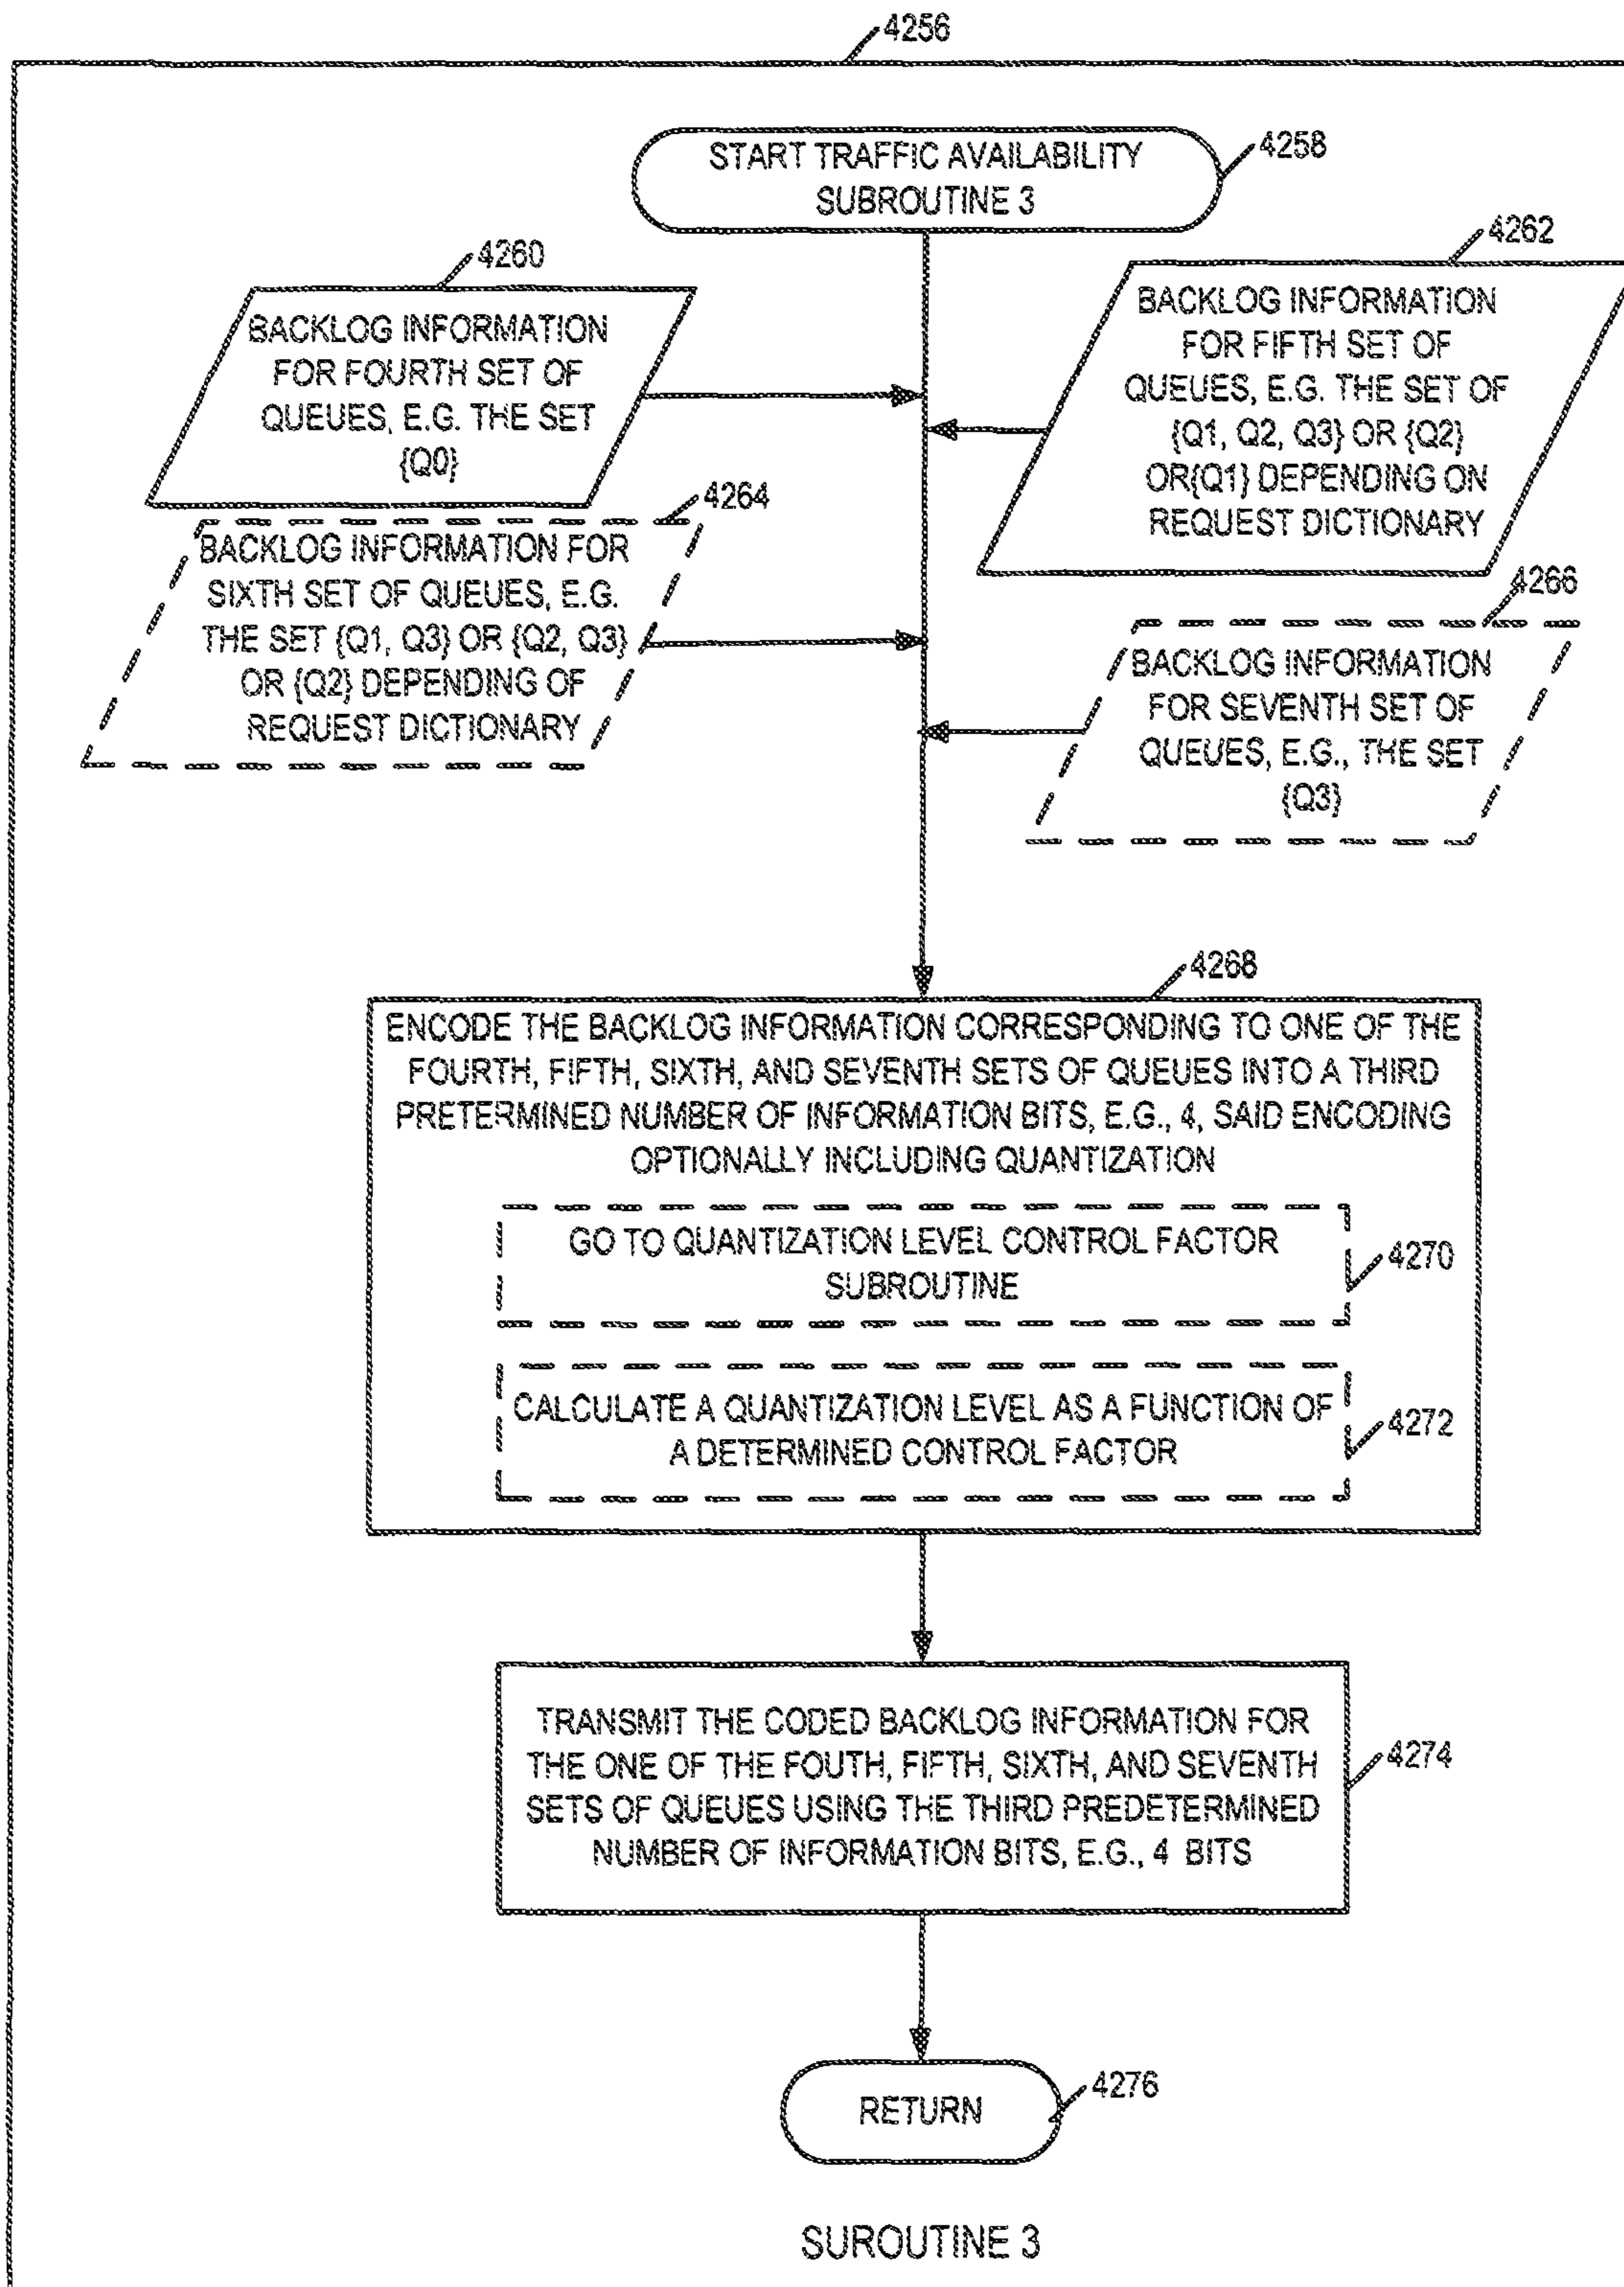 4256
START TRAFFIC AVAILABILITY
SUBROUTINE 3
4258
4260
BACKLOG INFORMATION
FOR FOURTH SET OF
QUEUES, E.G. THE SET
{Q0}
4262
BACKLOG INFORMATION
FOR FIFTH SET OF
QUEUES, E.G. THE SET OF
{Q1, Q2, Q3} OR {Q2}
OR{Q1} DEPENDING ON
REQUEST DICTIONARY
4264
BACKLOG INFORMATION FOR
SIXTH SET OF QUEUES, E.G.
THE SET {Q1, Q3} OR {Q2, Q3}
OR {Q2} DEPENDING OF
REQUEST DICTIONARY
4266
BACKLOG INFORMATION
FOR SEVENTH SET OF
QUEUES, E.G., THE SET
{Q3}
4268
ENCODE THE BACKLOG INFORMATION CORRESPONDING TO ONE OF THE
FOURTH, FIFTH, SIXTH, AND SEVENTH SETS OF QUEUES INTO A THIRD
PRETERMINED NUMBER OF INFORMATION BITS, E.G., 4, SAID ENCODING
OPTIONALLY INCLUDING QUANTIZATION
GO TO QUANTIZATION LEVEL CONTROL FACTOR
SUBROUTINE
4270
CALCULATE A QUANTIZATION LEVEL AS A FUNCTION OF
A DETERMINED CONTROL FACTOR
4272
TRANSMIT THE CODED BACKLOG INFORMATION FOR
THE ONE OF THE FOUTH, FIFTH, SIXTH, AND SEVENTH
SETS OF QUEUES USING THE THIRD PREDETERMINED
NUMBER OF INFORMATION BITS, E.G., 4 BITS
4274
RETURN
4276
SUROUTINE 3